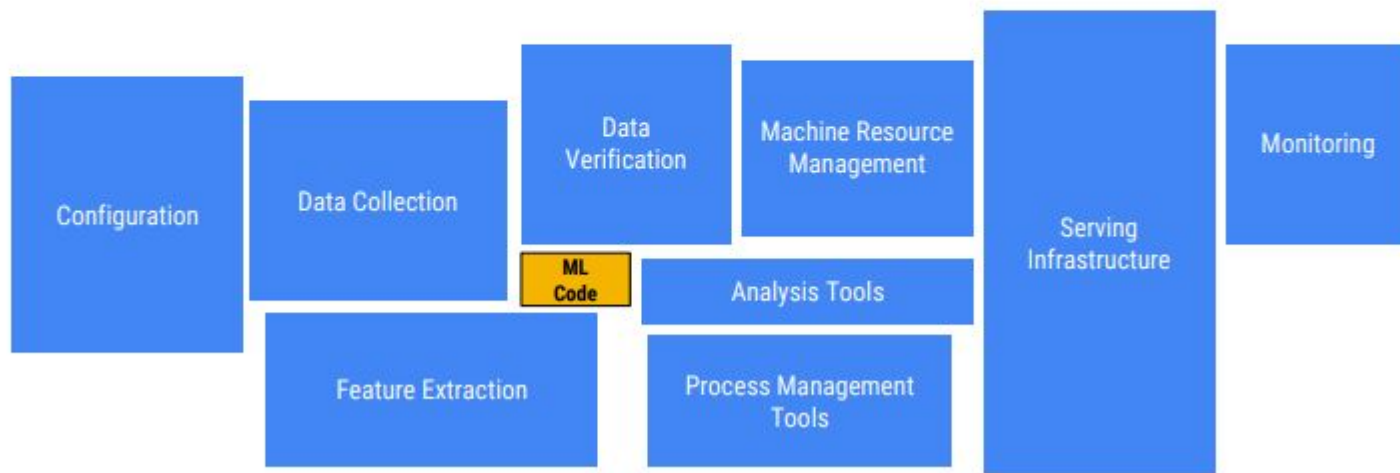 Configuration
Data Collection
Data
Verification
Machine Resource
Management
Serving
Infrastructure
Monitoring
ML
Code
Analysis Tools
Feature Extraction
Process Management
Tools